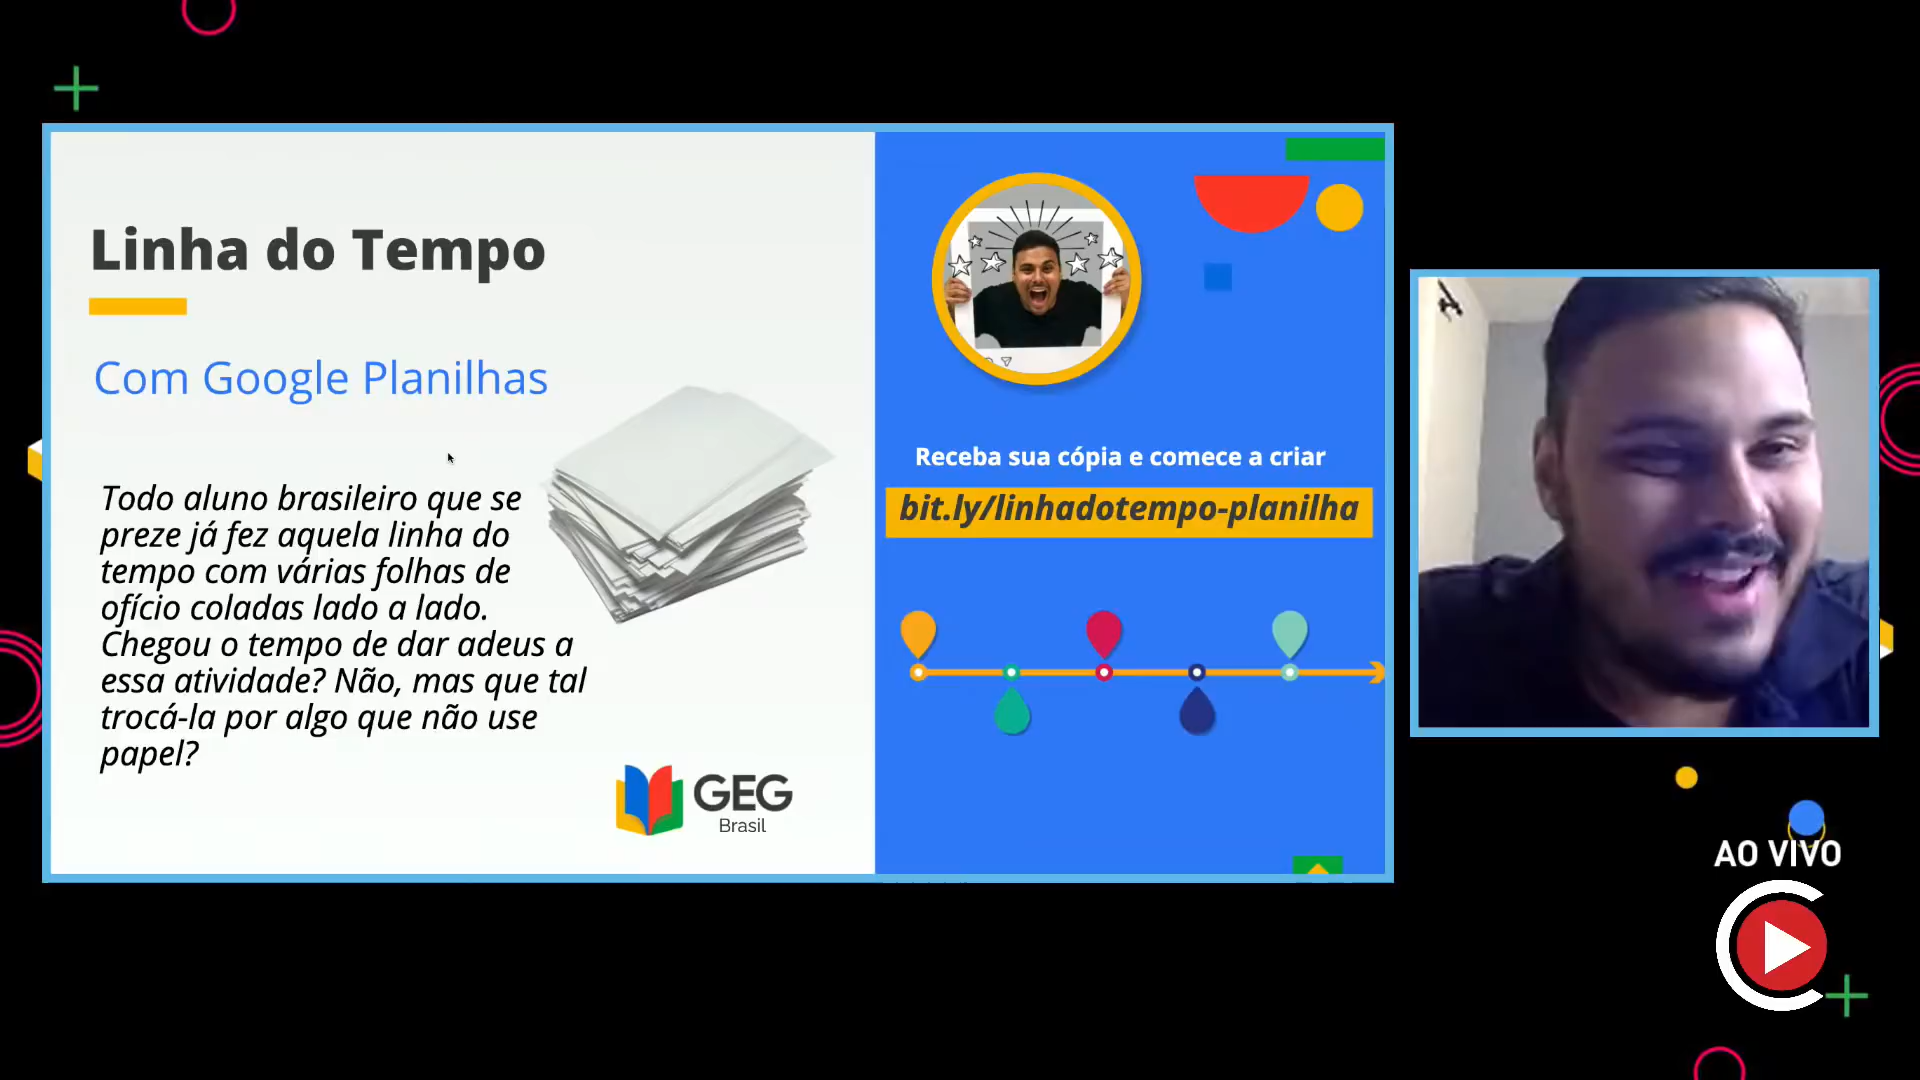 Linha do Tempo
Com Google Planilhas
Todo aluno brasileiro que se
preze já fez aquela linha do
tempo com várias folhas de
ofício coladas lado a lado.
Chegou o tempo de dar adeus a
essa atividade? Não, mas que tal
trocá-la por algo que não use
papel?
GEG
Brasil
Receba sua cópia e comece a criar
bit.ly/linhadotempo-planilha
AO VIVO